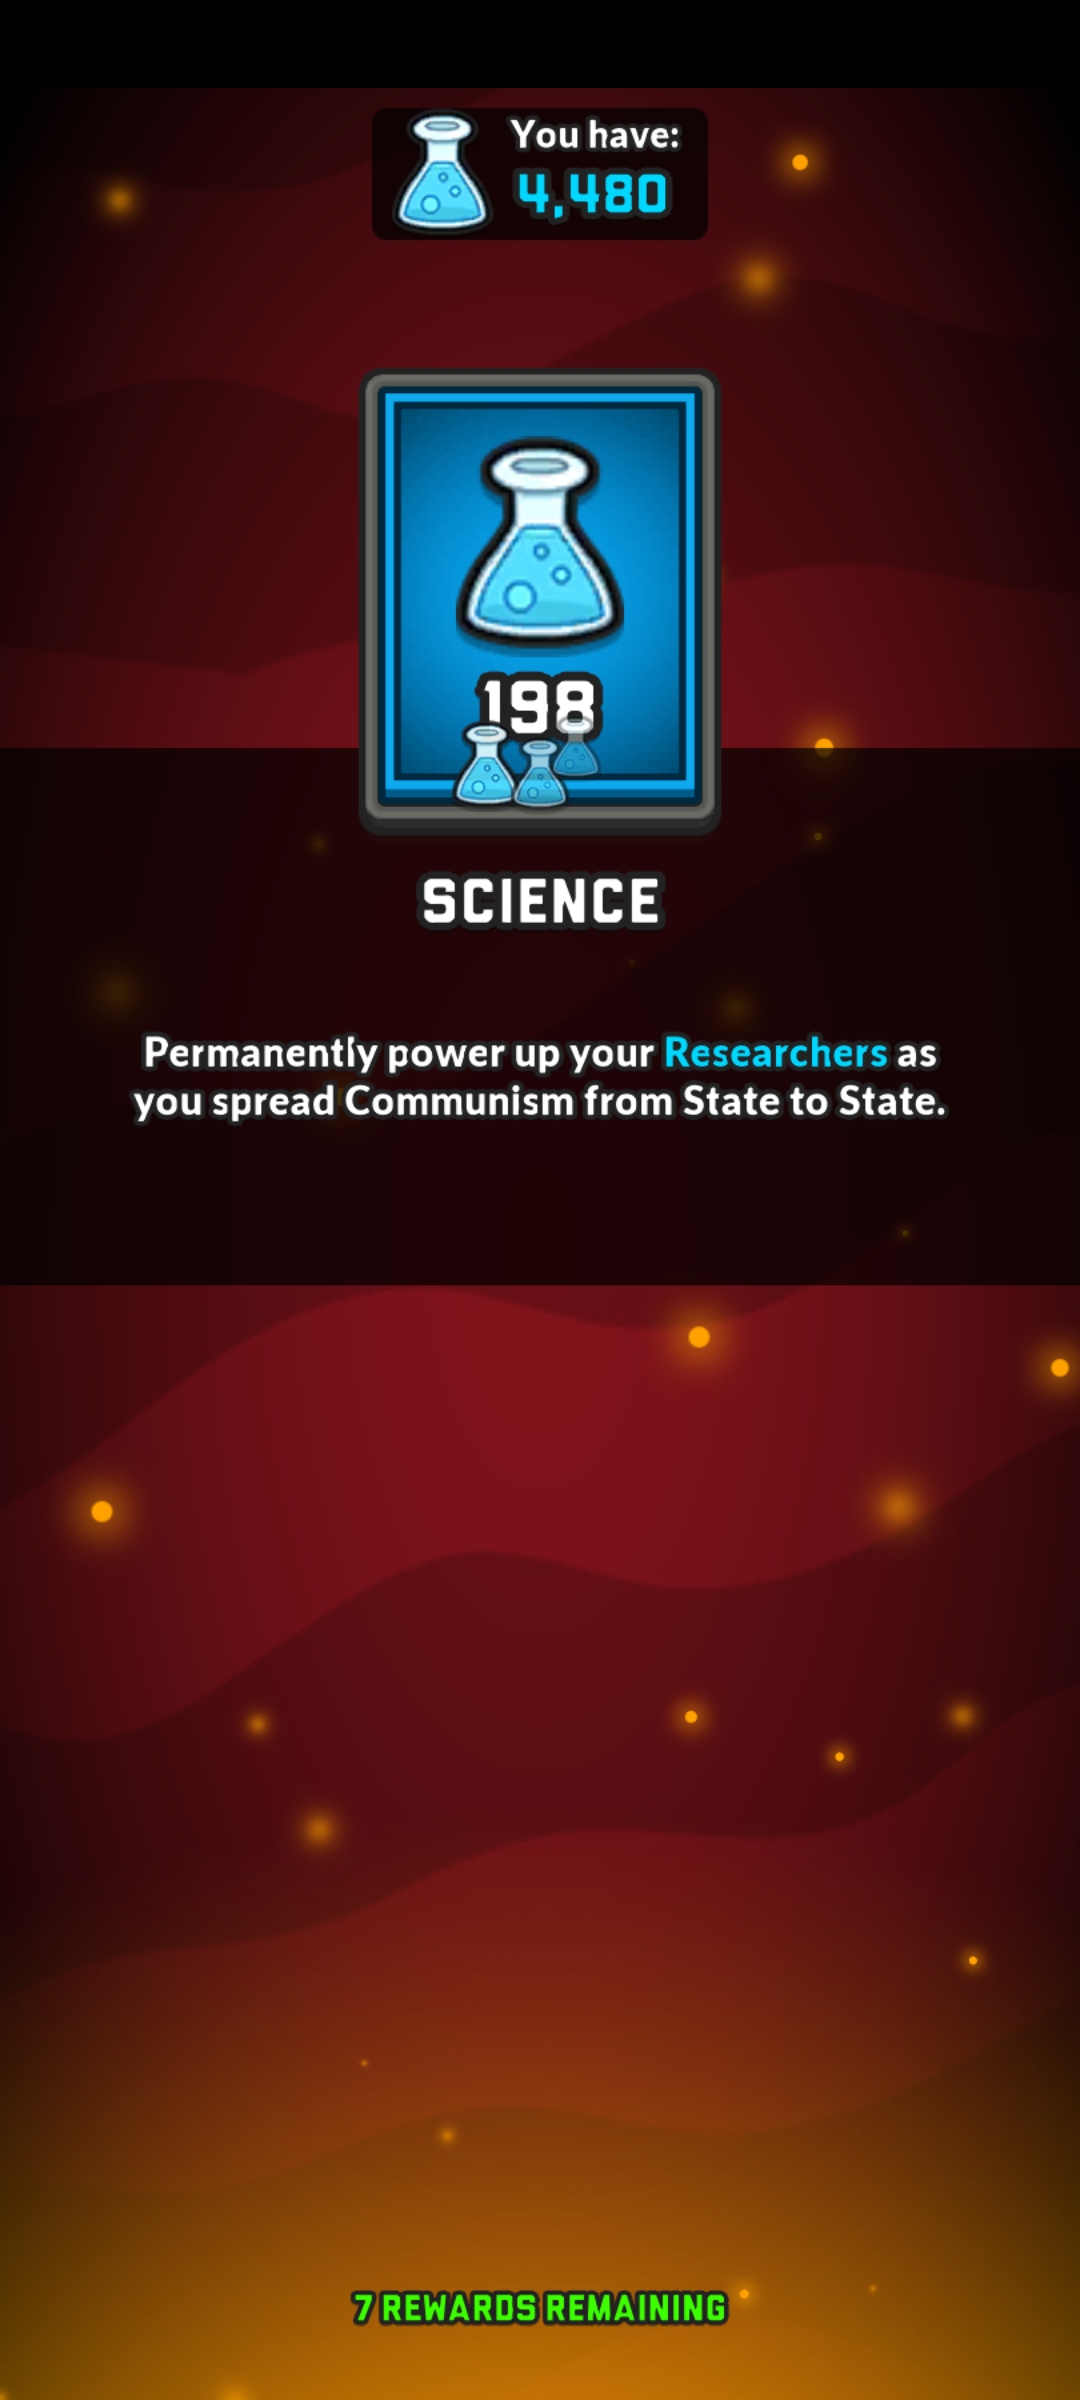 You have:
4,480
198
SCIENCE
Permanently power up your Researchers as
you spread Communism from State to State.
7 REWARDS REMAINING